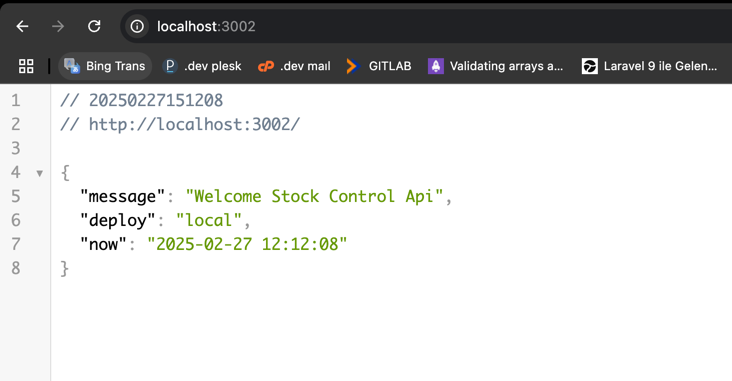 localhost:3002
Bing Trans .dev plesk .dev maıl GITLAB Validating arrays a... Laravel 9 ile Gelen...
1 // 20250227151208
2 // http://localhost:3002/
3
4 {
5 "message": "Welcome Stock Control Api",
6 "deploy": "local",
7 "now": "2025-02-27 12:12:08"
8 }